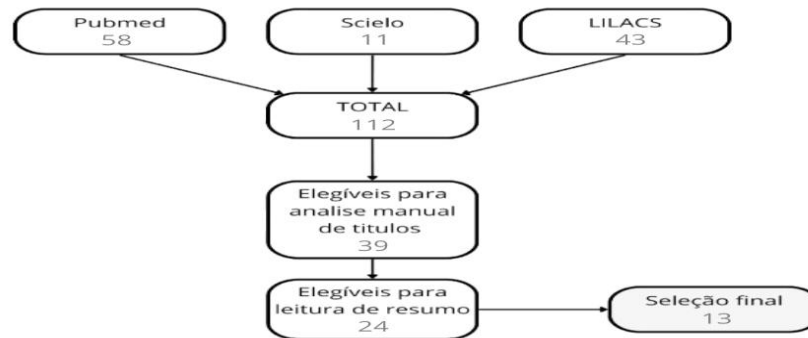 Pubmed
58
Scielo
11
LILACS
43
TOTAL
112
Elegíveis para
analise manual
de titulos
39
Elegíveis para
leitura de resumo
24
Seleção final
13